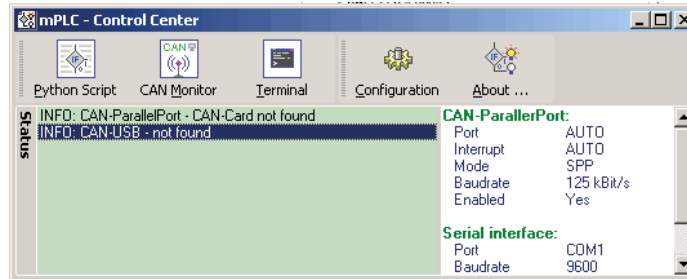 mPLC - Control Center
CAN
Python Script CAN Monitor Terminal Configuration About ...
Status
INFO: CAN-ParallelPort - CAN-Card not found
INFO: CAN-USB - not found
CAN-ParallerPort:
Port AUTO
Interrupt AUTO
Mode SPP
Baudrate 125 kBit/s
Enabled Yes
Serial interface:
Port COM1
Baudrate 9600